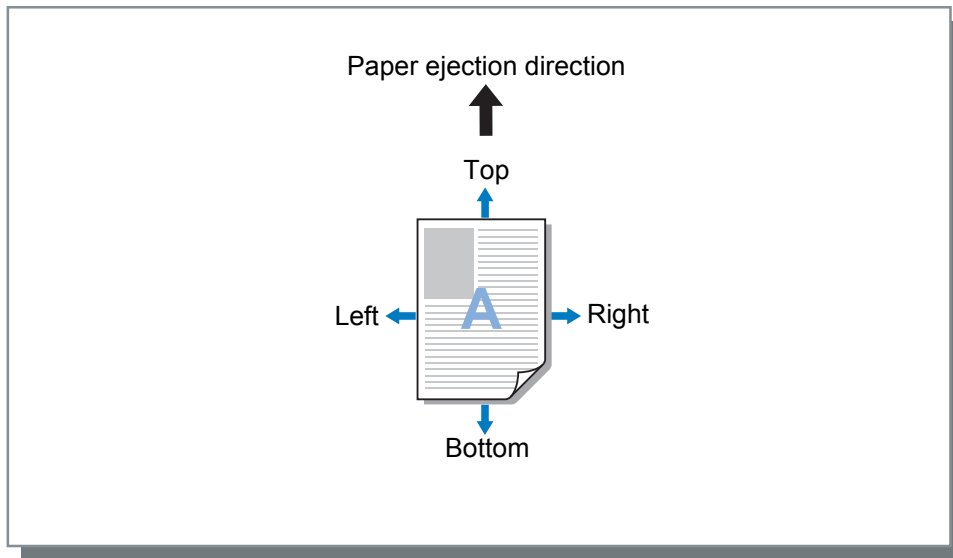 Paper ejection direction
Top
Left
A
Right
Bottom